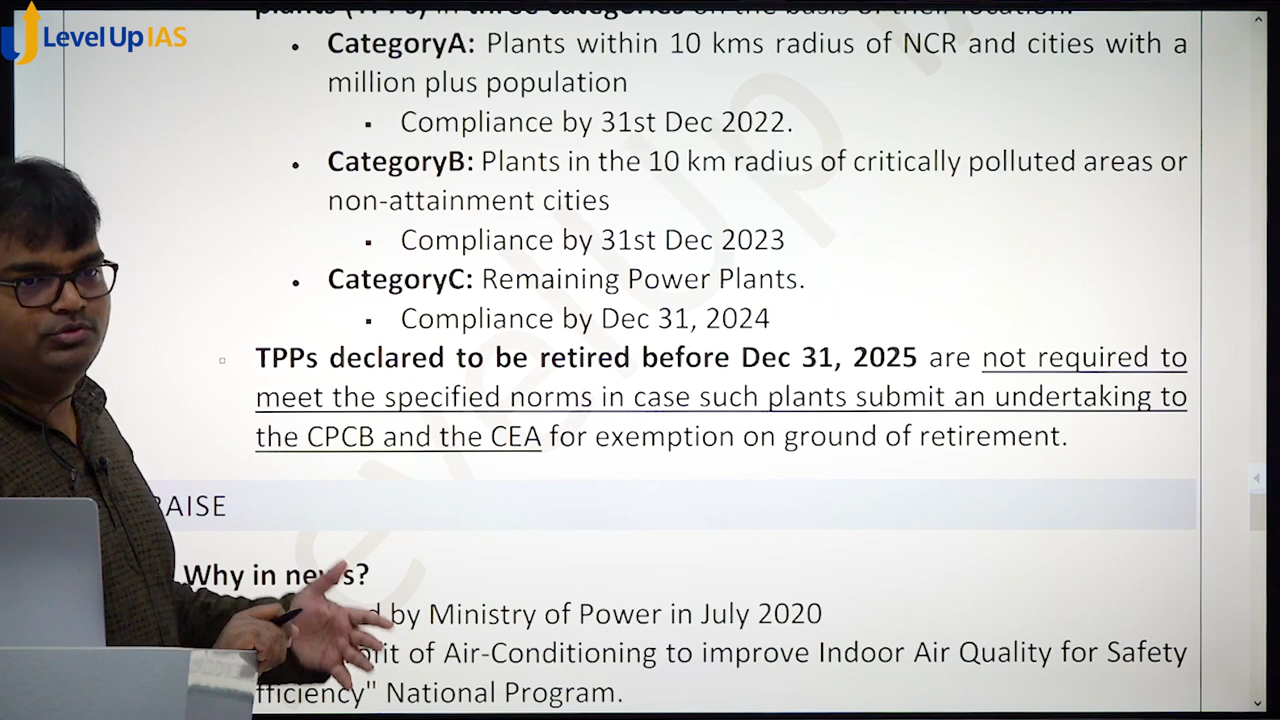 Level Up IAS
plants (TPPs) in three categories on the basis of their location.
• CategoryA: Plants within 10 kms radius of NCR and cities with a
million plus population
▪ Compliance by 31st Dec 2022.
• CategoryB: Plants in the 10 km radius of critically polluted areas or
non-attainment cities
▪ Compliance by 31st Dec 2023
• CategoryC: Remaining Power Plants.
▪ Compliance by Dec 31, 2024
TPPs declared to be retired before Dec 31, 2025 are not required to
meet the specified norms in case such plants submit an undertaking to
the CPCB and the CEA for exemption on ground of retirement.
RAISE
Why in news?
by Ministry of Power in July 2020
of Air-Conditioning to improve Indoor Air Quality for Safety
National Program.